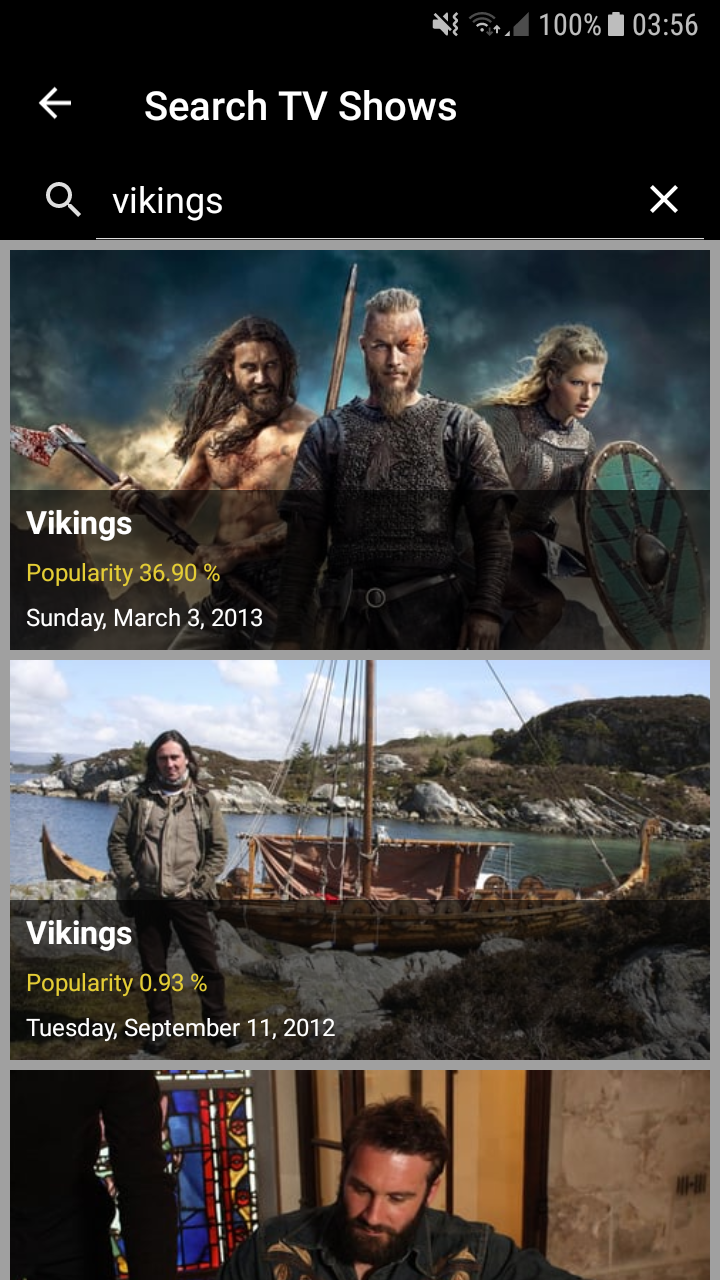 100% 03:56
Search TV Shows
vikings
Vikings
Popularity 36.90 %
Sunday, March 3, 2013
Vikings
Popularity 0.93 %
Tuesday, September 11, 2012